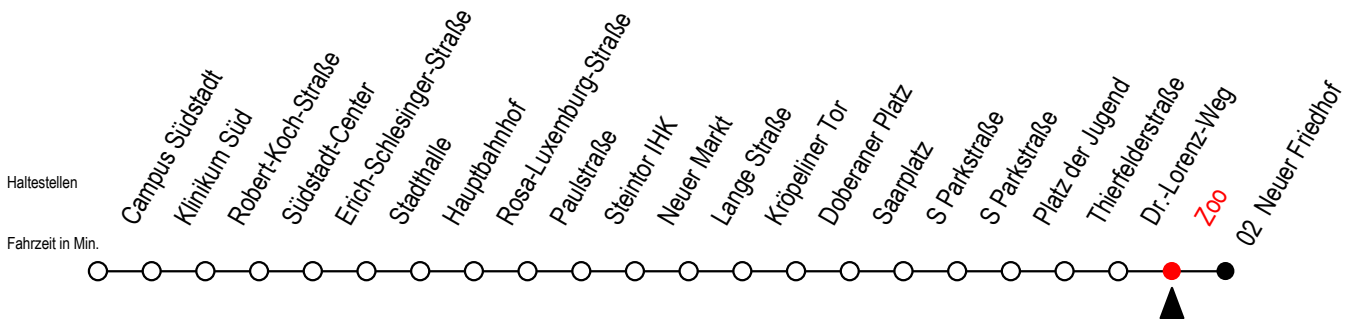 Haltestellen
Campus Südstadt
Klinikum Süd
Robert-Koch-Straße
Südstadt-Center
Erich-Schlesinger-Straße
Stadthalle
Hauptbahnhof
Rosa-Luxemburg-Straße
Paulstraße
Steintor IHK
Neuer Markt
Lange Straße
Kröpeliner Tor
Doberaner Platz
Saarplatz
S Parkstraße
S Parkstraße
Platz der Jugend
Thierfelderstraße
Dr.-Lorenz-Weg
Zoo
02 Neuer Friedhof
Fahrzeit in Min.